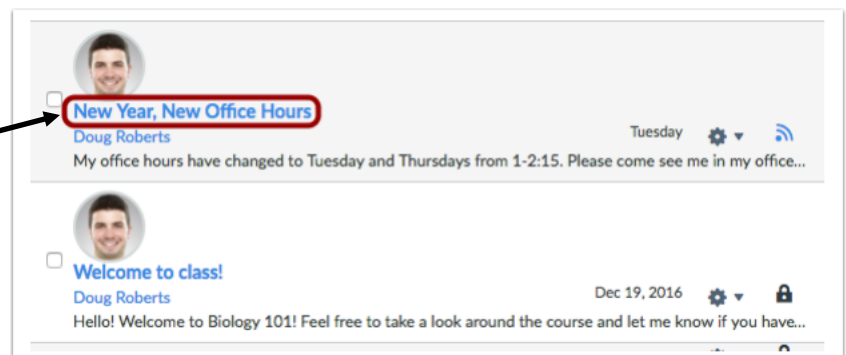 New Year, New Office Hours
Doug Roberts
Tuesday
My office hours have changed to Tuesday and Thursdays from 1-2:15. Please come see me in my office...
Welcome to class!
Doug Roberts
Dec 19, 2016
Hello! Welcome to Biology 101! Feel free to take a look around the course and let me know if you have...